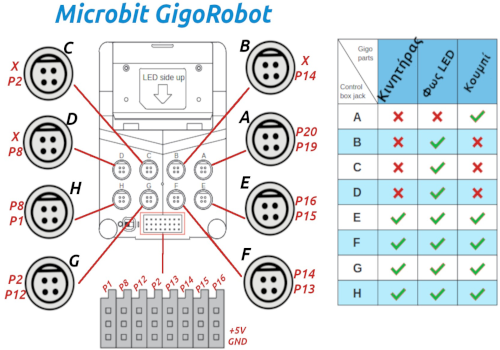 Microbit GigoRobot
C
X
P2
B
X
P14
LED side up
D
X
P8
A
P20
P19
D C B A
H
P8
P1
H G F E
E
P16
P15
G
P2
P12
F
P14
P13
P1 P8 P12 P2 P13 P14 P15 P16
+5V
GND
Gigo
parts
Control
box jack
Κινητήρας
Φως LED
Κουμπί
A ✗ ✗ ✓
B ✗ ✓ ✗
C ✗ ✓ ✗
D ✗ ✓ ✗
E ✓ ✓ ✓
F ✓ ✓ ✓
G ✓ ✓ ✓
H ✓ ✓ ✓